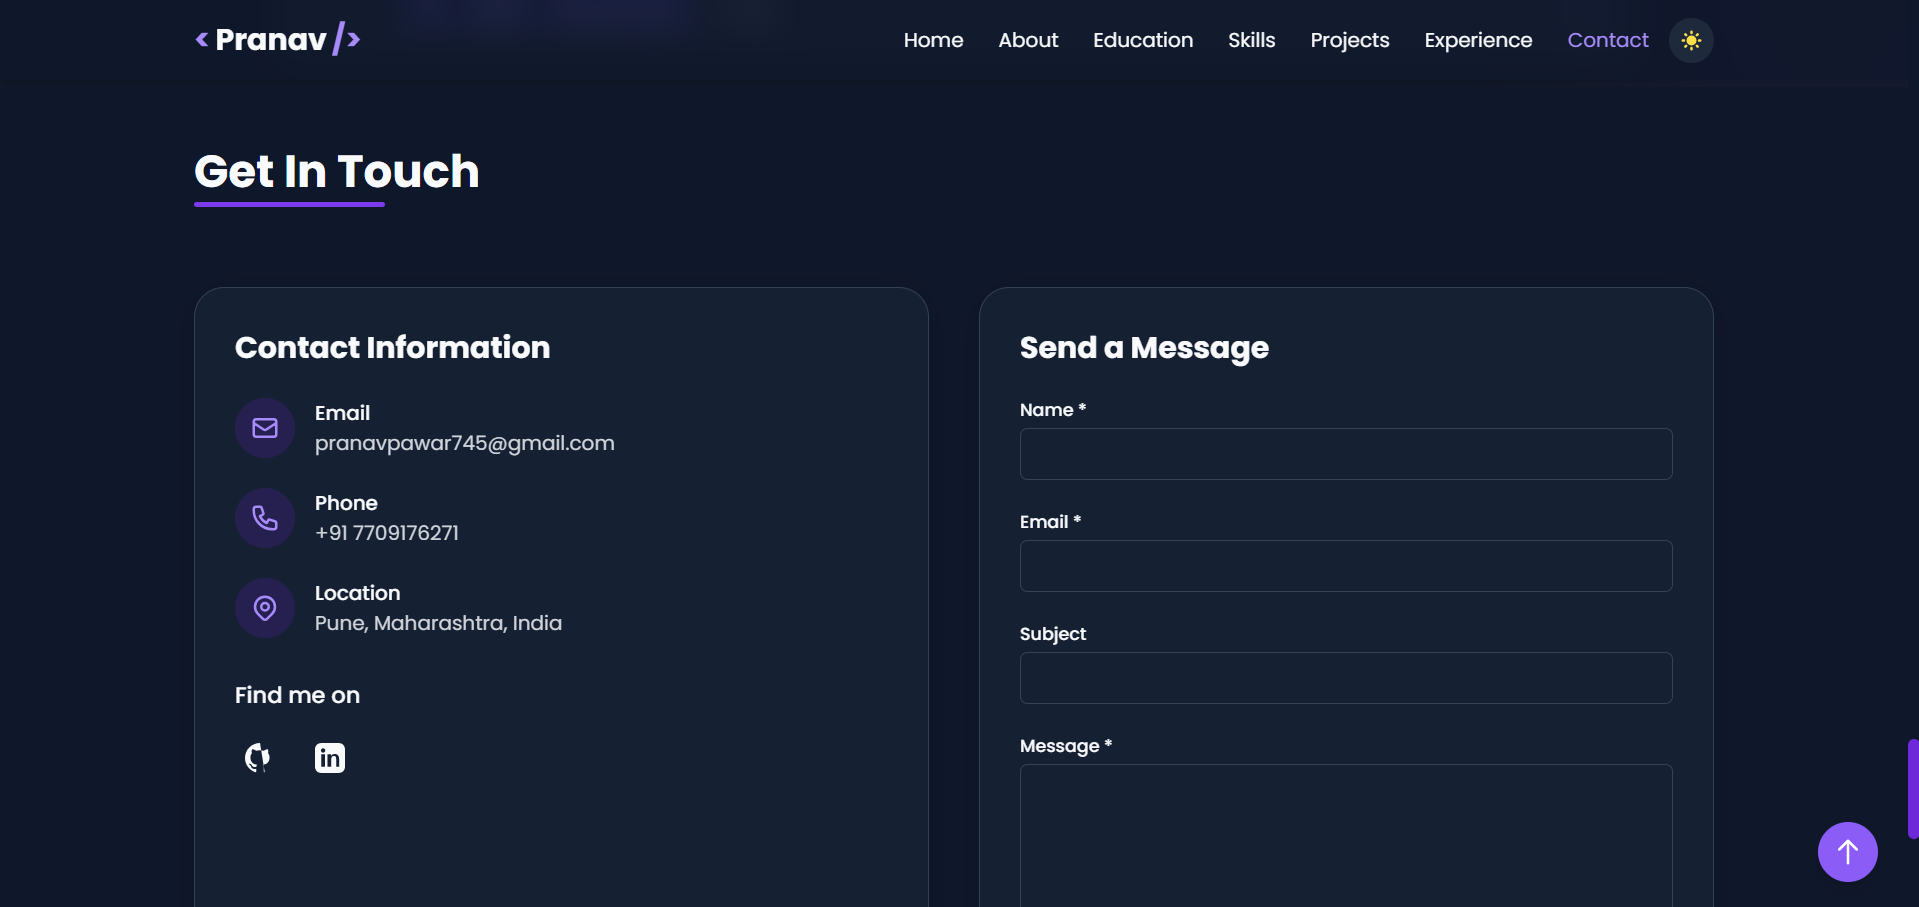 < Pranav />
Home About Education Skills Projects Experience Contact
Get In Touch
Contact Information
Email
pranavpawar745@gmail.com
Phone
+91 7709176271
Location
Pune, Maharashtra, India
Find me on
in
Send a Message
Name *
Email *
Subject
Message *